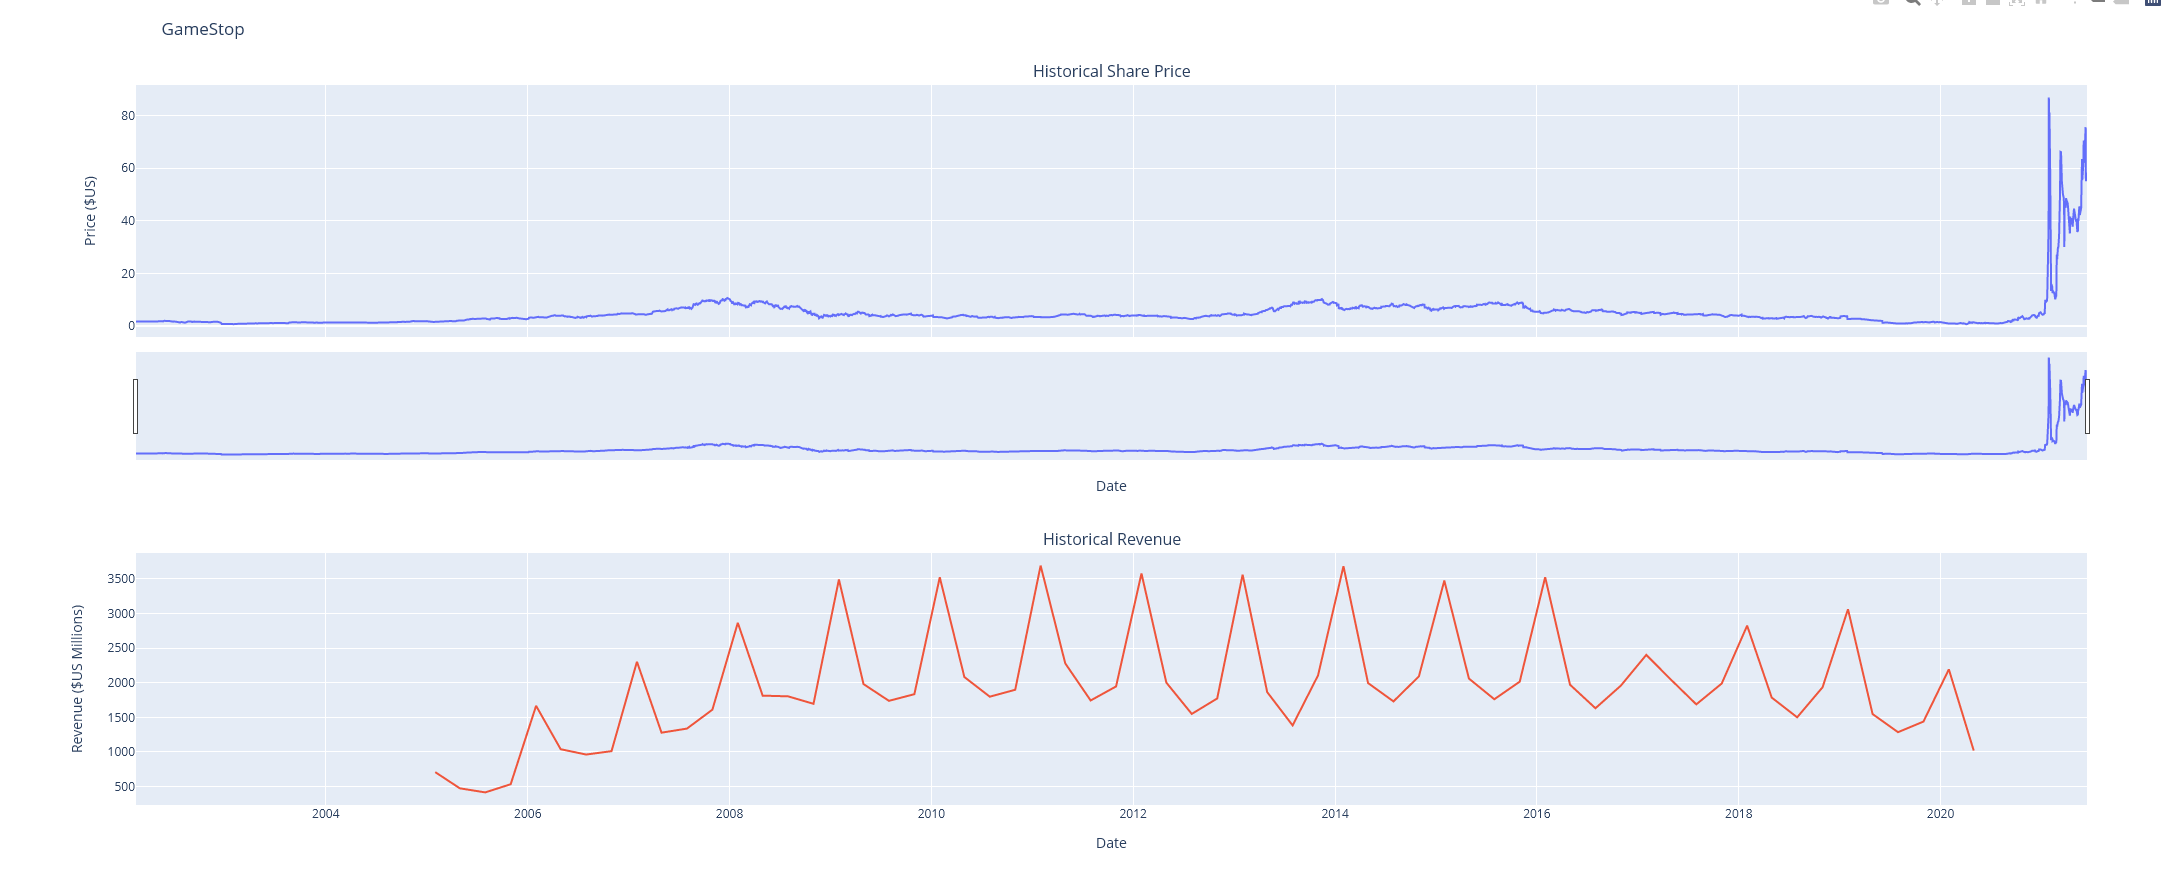 GameStop
Historical Share Price
80
60
40
20
0
Price ($US)
Date
Historical Revenue
3500
3000
2500
2000
1500
1000
500
Revenue ($US Millions)
2004 2006 2008 2010 2012 2014 2016 2018 2020
Date